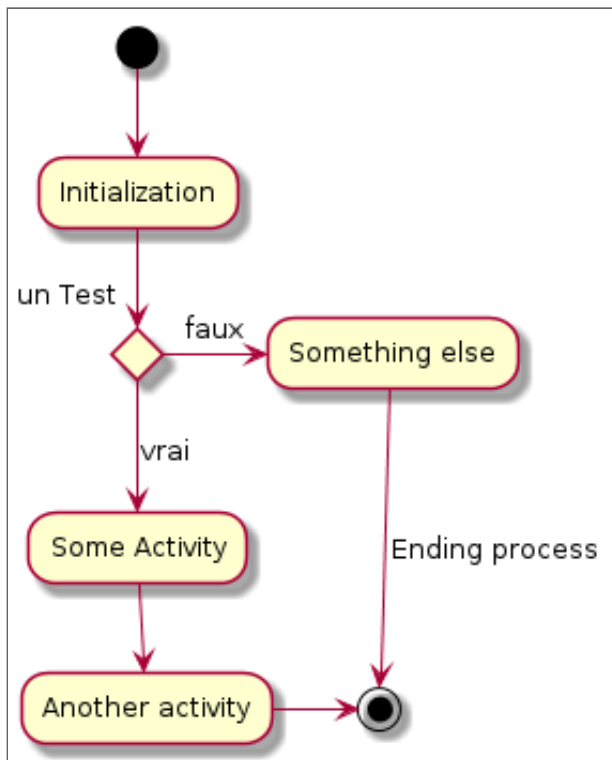 Initialization
un Test
faux
Something else
vrai
Some Activity
Ending process
Another activity